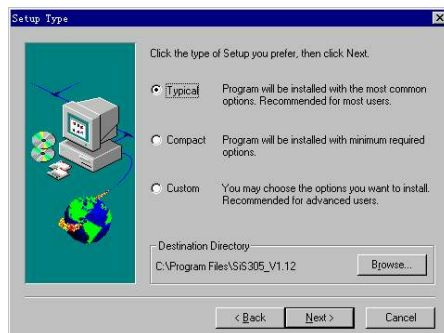 Setup Type
Click the type of Setup you prefer, then click Next.
Typical Program will be installed with the most common
options. Recommended for most users.
Compact Program will be installed with minimum required
options.
Custom You may choose the options you want to install.
Recommended for advanced users.
Destination Directory
C:\Program Files\SiS305_V1.12 Browse...
< Back Next > Cancel